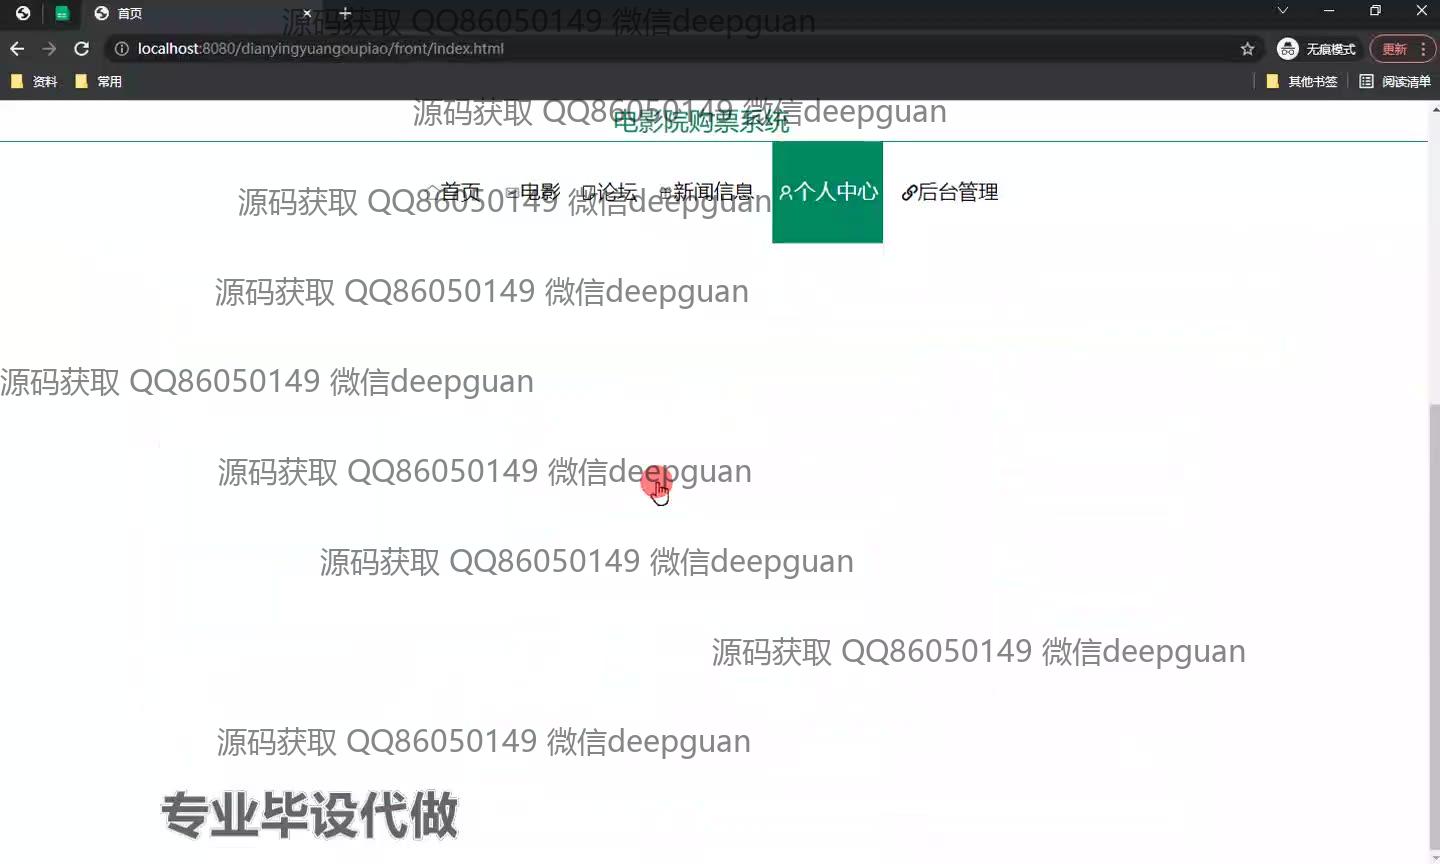 首页
源码获取 QQ86050149 微信deepguan
localhost:8080/dianyingyuangoupiao/front/index.html
无痕模式
更新
资料
常用
其他书签
阅读清单
源码获取 QQ86050149 微信deepguan
电影院购票系统
首页
电影
论坛
新闻信息
个人中心
后台管理
源码获取 QQ86050149 微信deepguan
源码获取 QQ86050149 微信deepguan
源码获取 QQ86050149 微信deepguan
源码获取 QQ86050149 微信deepguan
源码获取 QQ86050149 微信deepguan
源码获取 QQ86050149 微信deepguan
源码获取 QQ86050149 微信deepguan
专业毕设代做